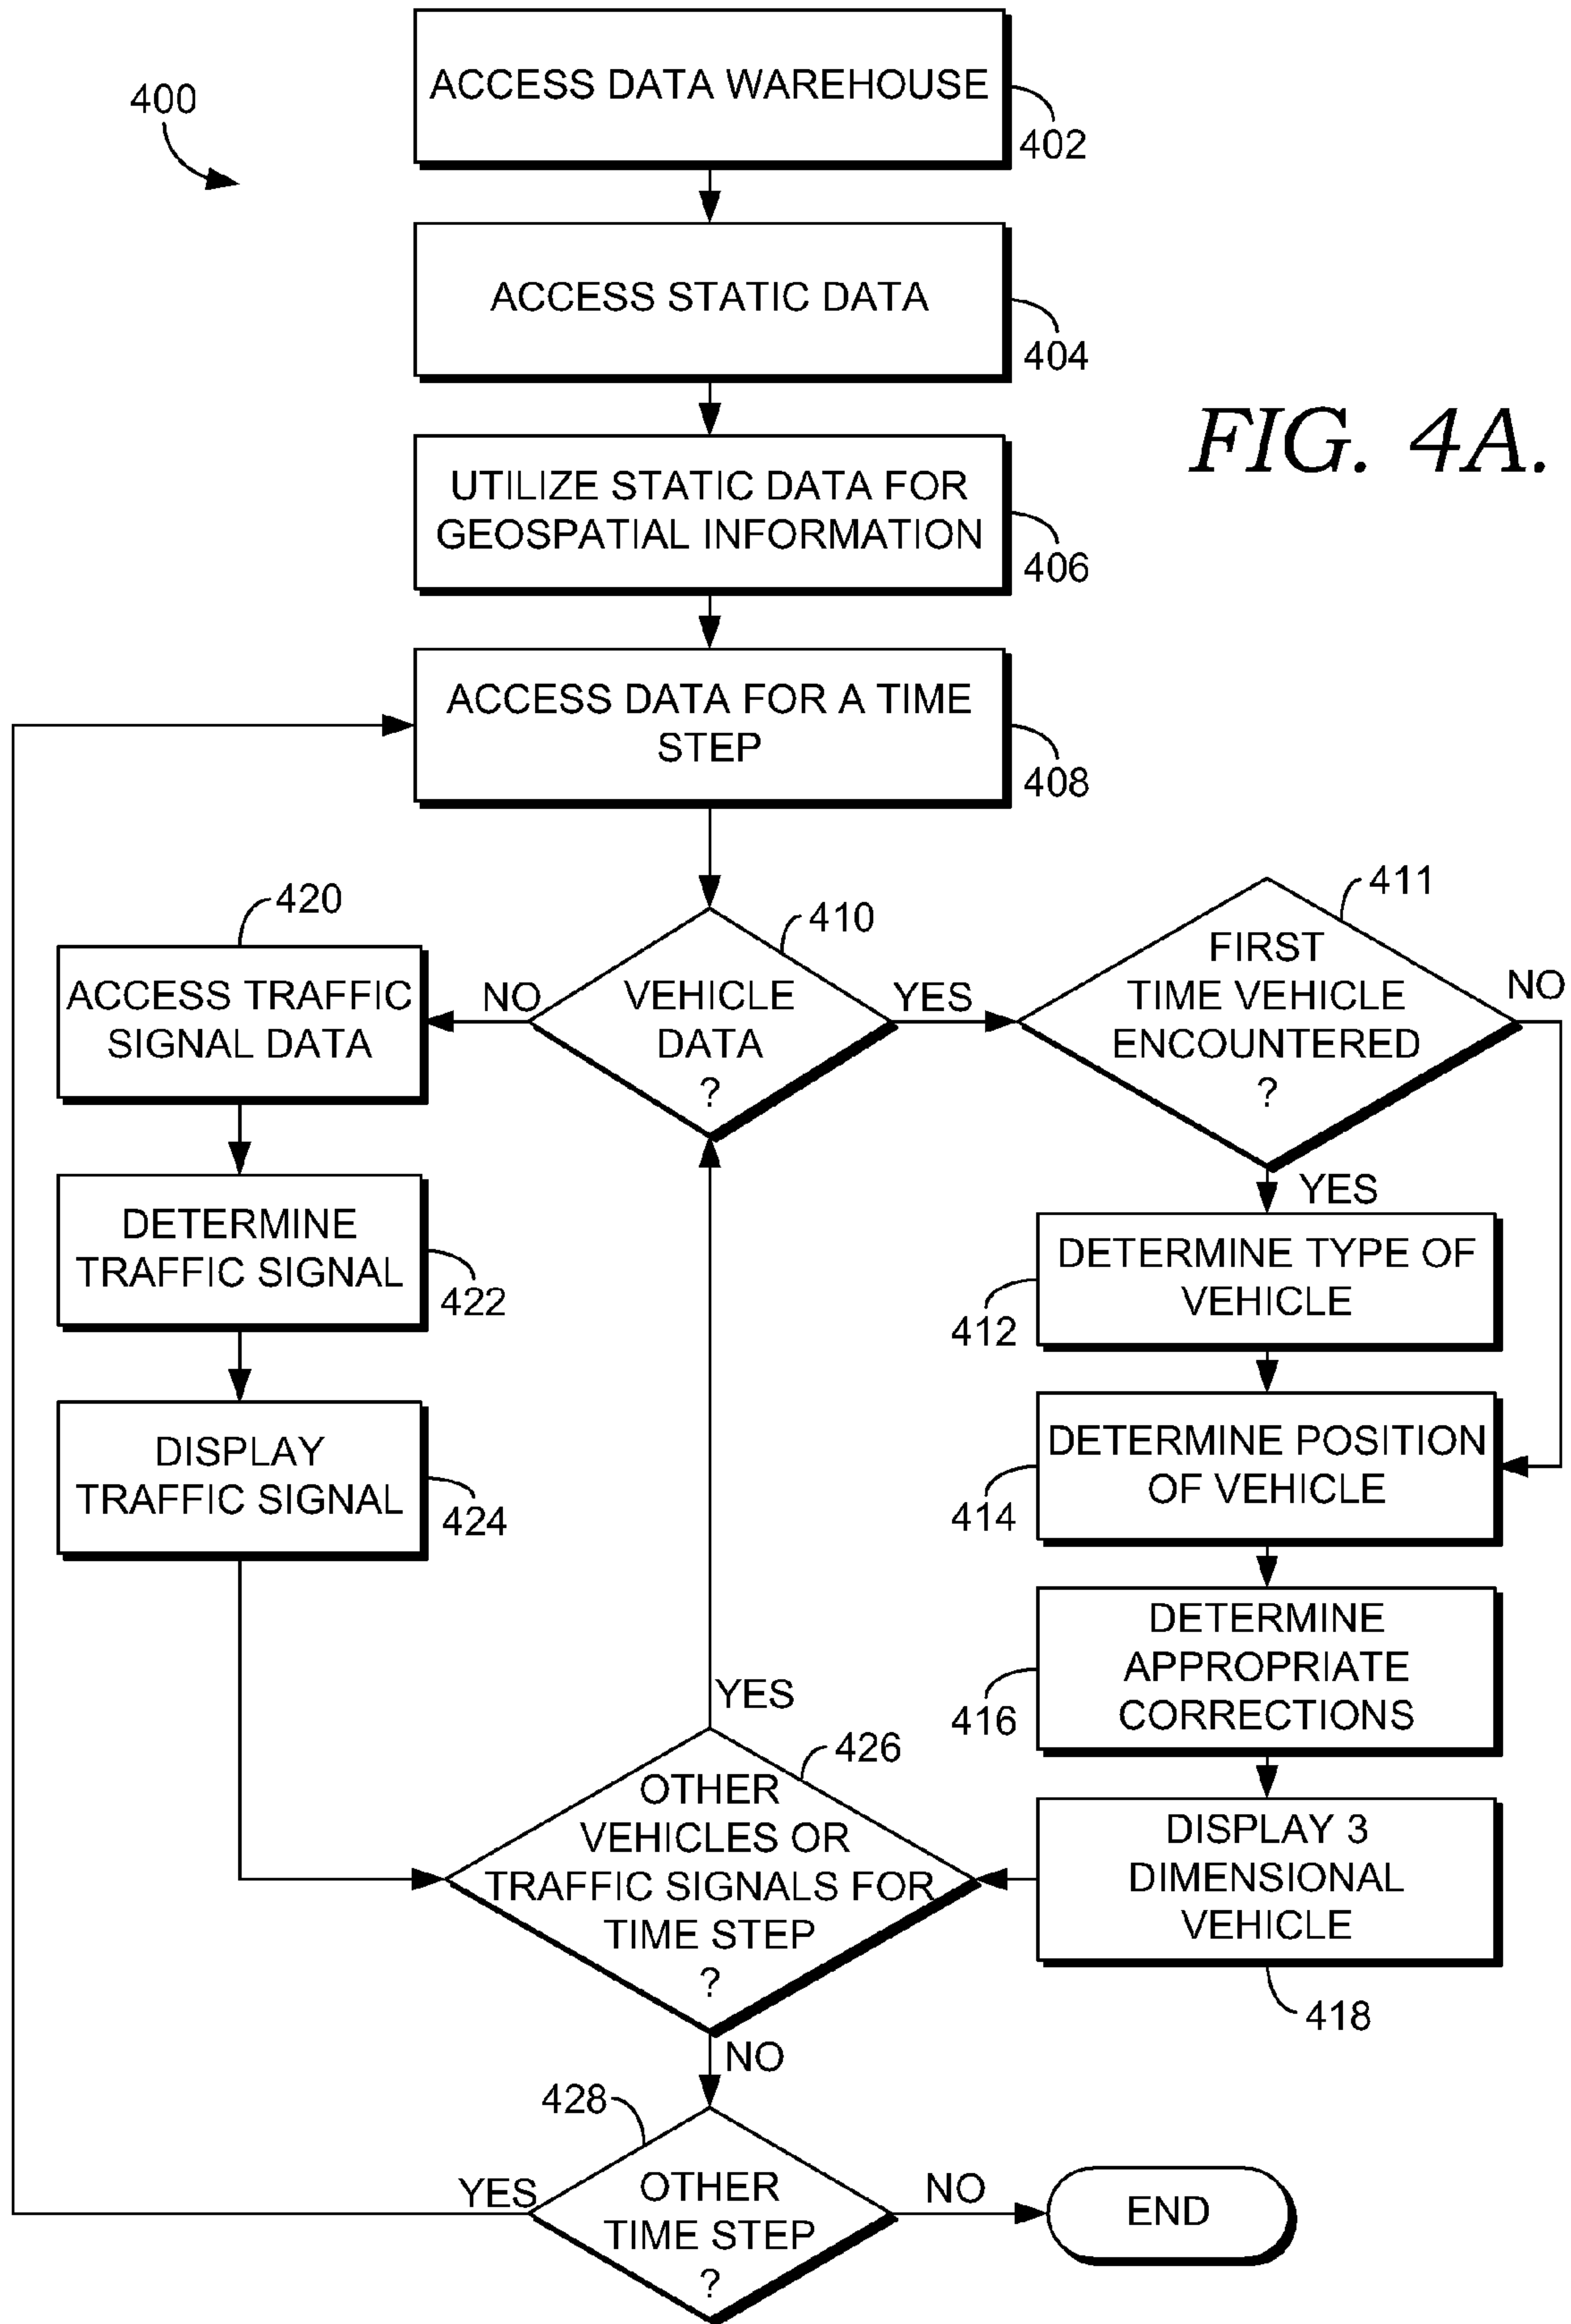 400
ACCESS DATA WAREHOUSE
402
ACCESS STATIC DATA
404
FIG. 4A.
UTILIZE STATIC DATA FOR
GEOSPATIAL INFORMATION
406
ACCESS DATA FOR A TIME
STEP
408
410
VEHICLE
DATA
?
NO
YES
420
ACCESS TRAFFIC
SIGNAL DATA
DETERMINE
TRAFFIC SIGNAL
422
DISPLAY
TRAFFIC SIGNAL
424
411
FIRST
TIME VEHICLE
ENCOUNTERED
?
NO
YES
DETERMINE TYPE OF
VEHICLE
412
DETERMINE POSITION
OF VEHICLE
414
DETERMINE
APPROPRIATE
CORRECTIONS
416
DISPLAY 3
DIMENSIONAL
VEHICLE
418
YES
426
OTHER
VEHICLES OR
TRAFFIC SIGNALS FOR
TIME STEP
?
NO
428
YES
OTHER
TIME STEP
?
NO
END